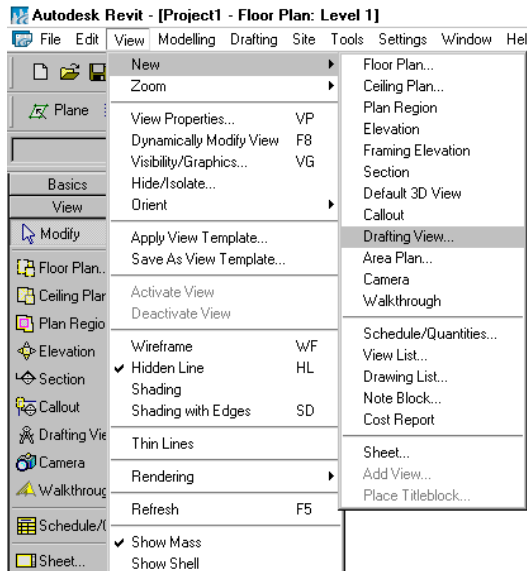 Autodesk Revit - [Project1 - Floor Plan: Level 1]
File Edit View Modelling Drafting Site Tools Settings Window Hel
Plane
Basics
View
Modify
Floor Plan..
Ceiling Plar
Plan Regio
Elevation
Section
Callout
Drafting Vie
Camera
Walkthroug
Schedule/(
Sheet...
New
Zoom
View Properties... VP
Dynamically Modify View F8
Visibility/Graphics... VG
Hide/Isolate...
Orient
Apply View Template...
Save As View Template...
Activate View
Deactivate View
Wireframe WF
Hidden Line HL
Shading
Shading with Edges SD
Thin Lines
Rendering
Refresh F5
Show Mass
Show Shell
Floor Plan...
Ceiling Plan...
Plan Region
Elevation
Framing Elevation
Section
Default 3D View
Callout
Drafting View...
Area Plan...
Camera
Walkthrough
Schedule/Quantities...
View List...
Drawing List...
Note Block...
Cost Report
Sheet...
Add View...
Place Titleblock...